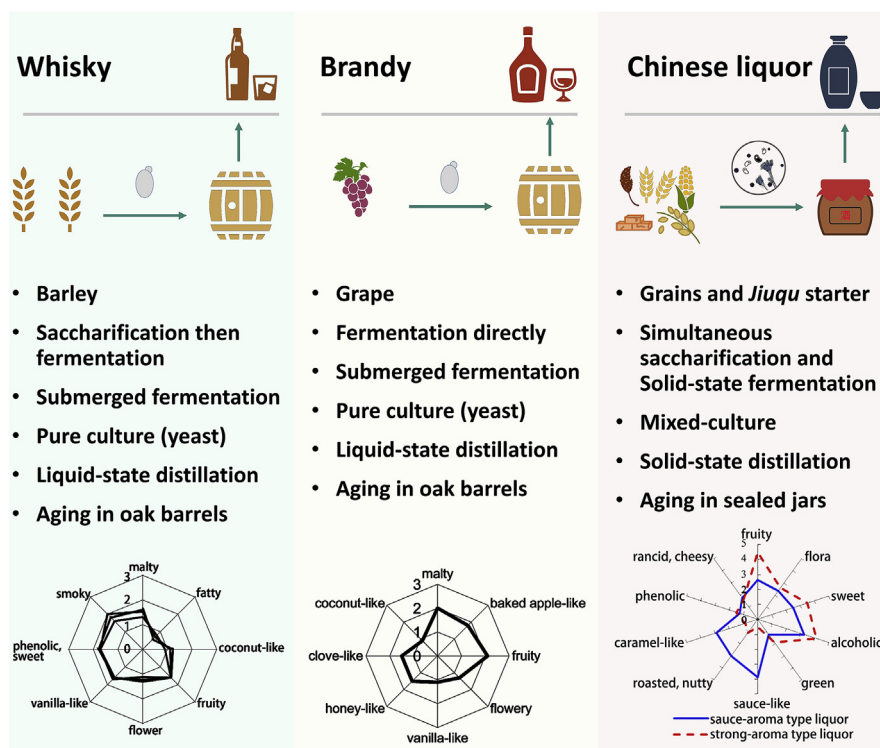 Whisky
Barley
Saccharification then
fermentation
Submerged fermentation
Pure culture (yeast)
Liquid-state distillation
Aging in oak barrels
malty
fatty
coconut-like
fruity
flower
vanilla-like
phenolic,
sweet
smoky
3
2
1
0
Brandy
Grape
Fermentation directly
Submerged fermentation
Pure culture (yeast)
Liquid-state distillation
Aging in oak barrels
malty
baked apple-like
fruity
flowery
vanilla-like
honey-like
clove-like
coconut-like
3
2
1
0
Chinese liquor
酒
Grains and Jiuqu starter
Simultaneous
saccharification and
Solid-state fermentation
Mixed-culture
Solid-state distillation
Aging in sealed jars
fruity
flora
sweet
alcoholic
green
sauce-like
roasted, nutty
caramel-like
phenolic
rancid, cheesy
5
4
3
2
1
0
sauce-aroma type liquor
strong-aroma type liquor